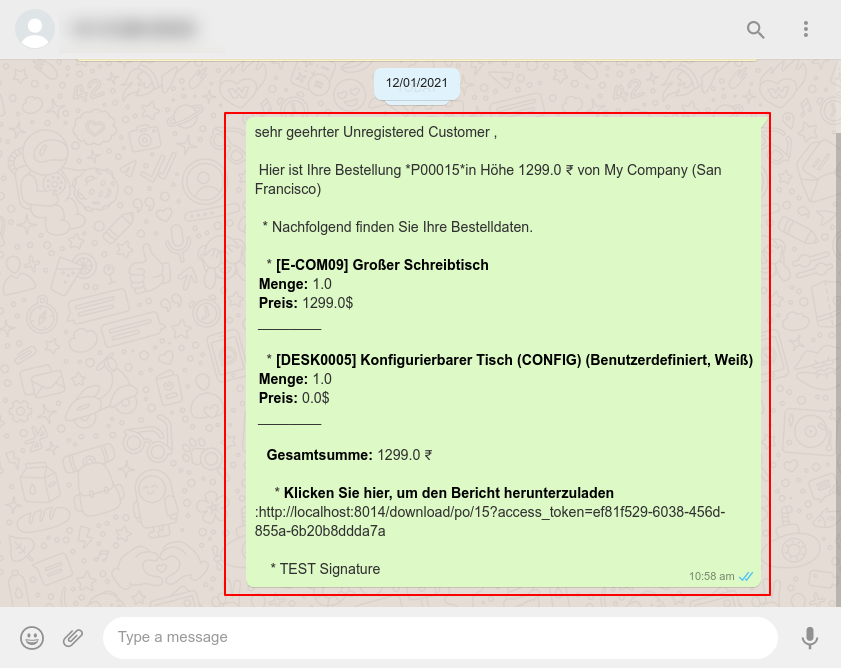 12/01/2021
sehr geehrter Unregistered Customer ,
Hier ist Ihre Bestellung *P00015*in Höhe 1299.0 ₹ von My Company (San
Francisco)
* Nachfolgend finden Sie Ihre Bestelldaten.
* [E-COM09] Großer Schreibtisch
Menge: 1.0
Preis: 1299.0$
________
* [DESK0005] Konfigurierbarer Tisch (CONFIG) (Benutzerdefiniert, Weiß)
Menge: 1.0
Preis: 0.0$
________
Gesamtsumme: 1299.0 ₹
* Klicken Sie hier, um den Bericht herunterzuladen
:http://localhost:8014/download/po/15?access_token=ef81f529-6038-456d-
855a-6b20b8ddda7a
* TEST Signature
10:58 am
Type a message